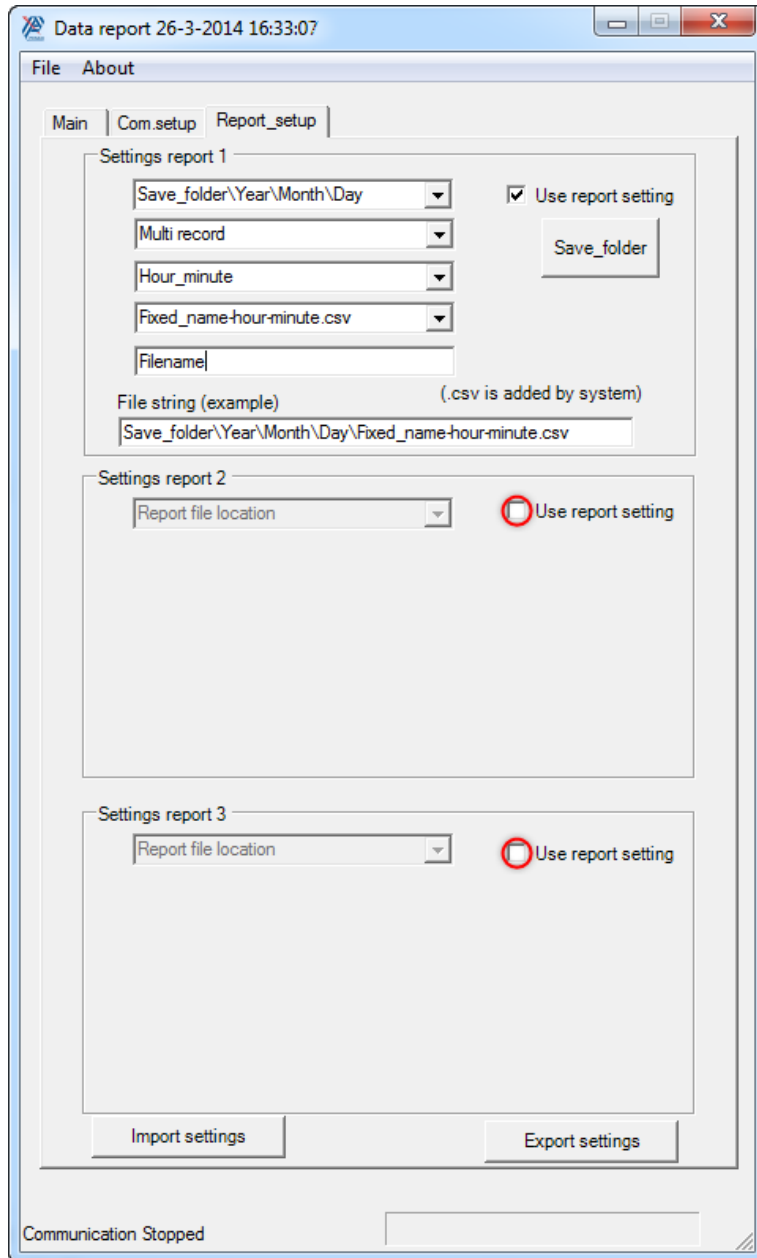 Data report 26-3-2014 16:33:07
File About
Main Com.setup Report_setup
Settings report 1
Save_folder\Year\Month\Day Use report setting
Multi record Save_folder
Hour_minute
Fixed_name-hour-minute.csv
Filename
(.csv is added by system)
File string (example)
Save_folder\Year\Month\Day\Fixed_name-hour-minute.csv
Settings report 2
Report file location Use report setting
Settings report 3
Report file location Use report setting
Import settings Export settings
Communication Stopped